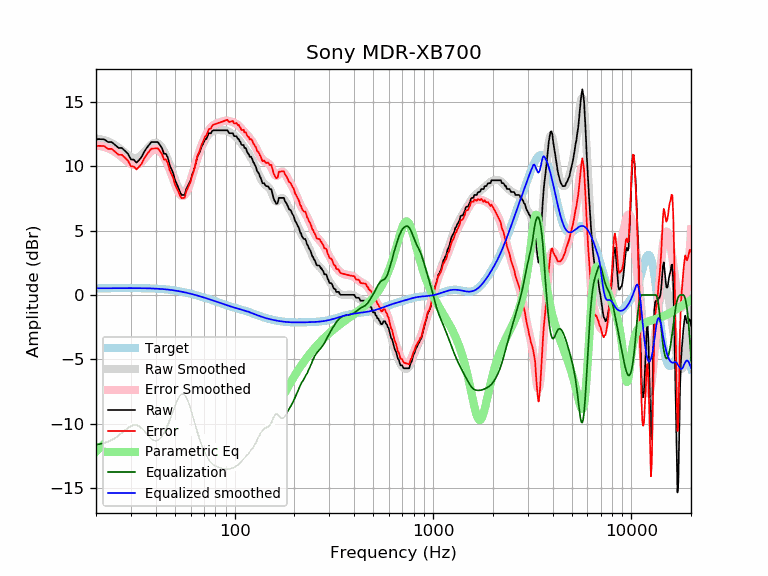 Sony MDR-XB700
Amplitude (dBr)
15
10
5
0
−5
−10
−15
Target
Raw Smoothed
Error Smoothed
Raw
Error
Parametric Eq
Equalization
Equalized smoothed
100
1000
10000
Frequency (Hz)